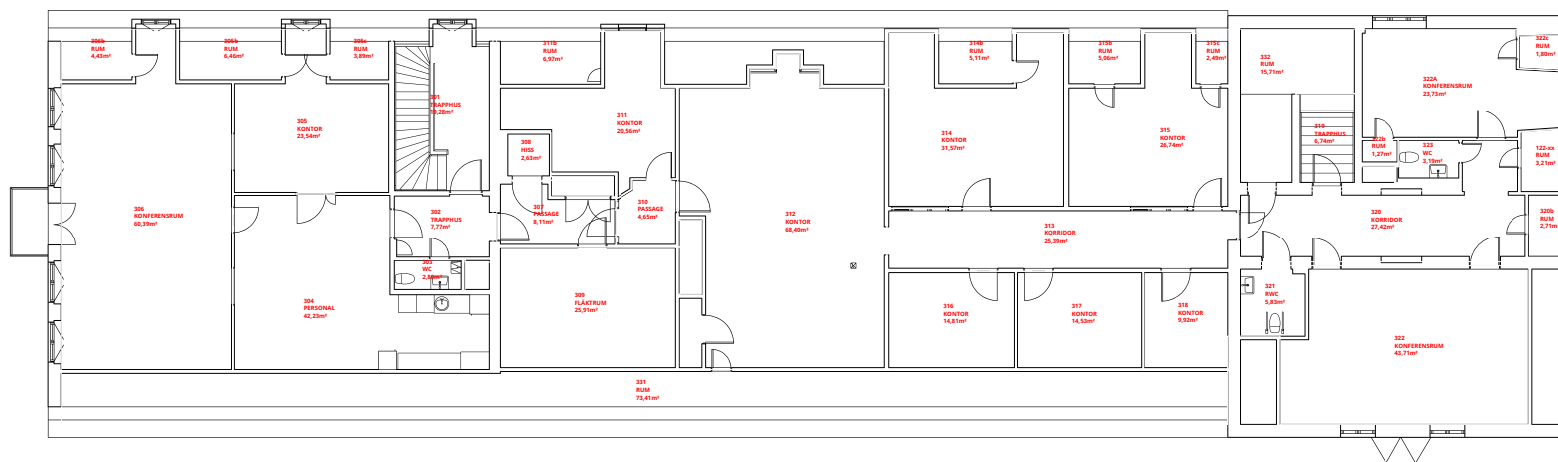 306b
RUM
4,43m²
305b
RUM
6,46m²
305c
RUM
3,89m²
301
TRAPPHUS
311b
RUM
6,97m²
314b
RUM
5,11m²
315b
RUM
5,06m²
315c
RUM
2,49m²
332
RUM
15,71m²
322A
KONFERENSRUM
23,73m²
322c
RUM
1,80m²
305
KONTOR
23,54m²
311
KONTOR
20,56m²
308
HISS
2,63m²
314
KONTOR
31,57m²
315
KONTOR
26,74m²
319
TRAPPHUS
6,74m²
RUM
1,27m²
323
WC
3,19m²
122-xx
RUM
3,21m²
306
KONFERENSRUM
60,39m²
302
TRAPPHUS
7,77m²
307
PASSAGE
8,11m²
310
PASSAGE
4,65m²
312
KONTOR
68,40m²
313
KORRIDOR
25,39m²
320
KORRIDOR
27,42m²
320b
RUM
2,71m
303
WC
304
PERSONAL
42,23m²
309
FLÄKTRUM
25,91m²
316
KONTOR
14,81m²
317
KONTOR
14,53m²
318
KONTOR
9,92m²
321
RWC
5,83m²
322
KONFERENSRUM
43,71m²
331
RUM
73,41m²